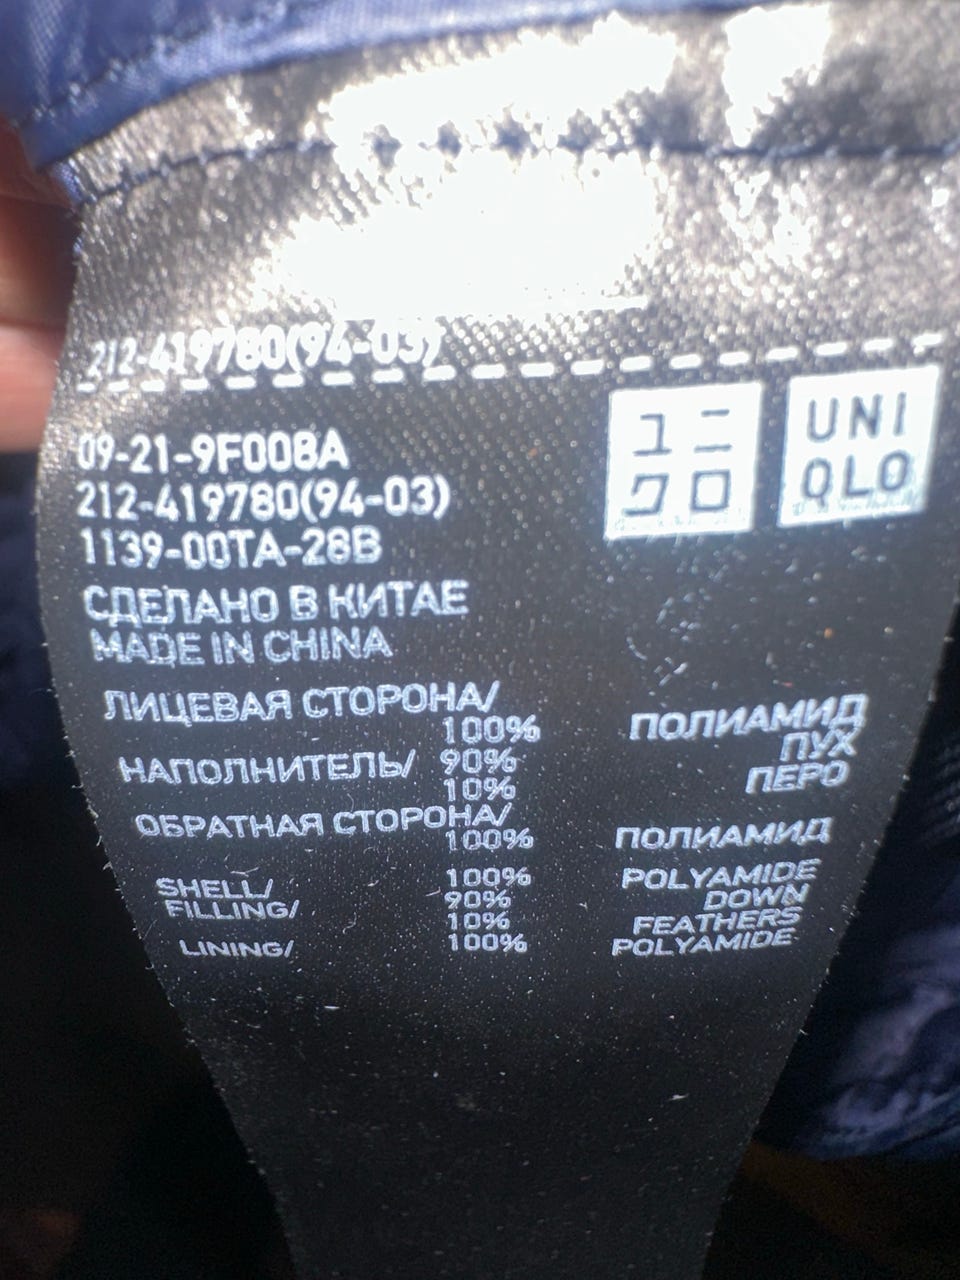 212-419780(94-03)
ユニ
クロ
UNI
QLO
09-21-9F008A
212-419780(94-03)
1139-00TA-28B
СДЕЛАНО В КИТАЕ
MADE IN CHINA
ЛИЦЕВАЯ СТОРОНА/
100% ПОЛИАМИД
НАПОЛНИТЕЛЬ/ 90% ПУХ
10% ПЕРО
ОБРАТНАЯ СТОРОНА/
100% ПОЛИАМИД
SHELL/ 100% POLYAMIDE
FILLING/ 90% DOWN
10% FEATHERS
LINING/ 100% POLYAMIDE